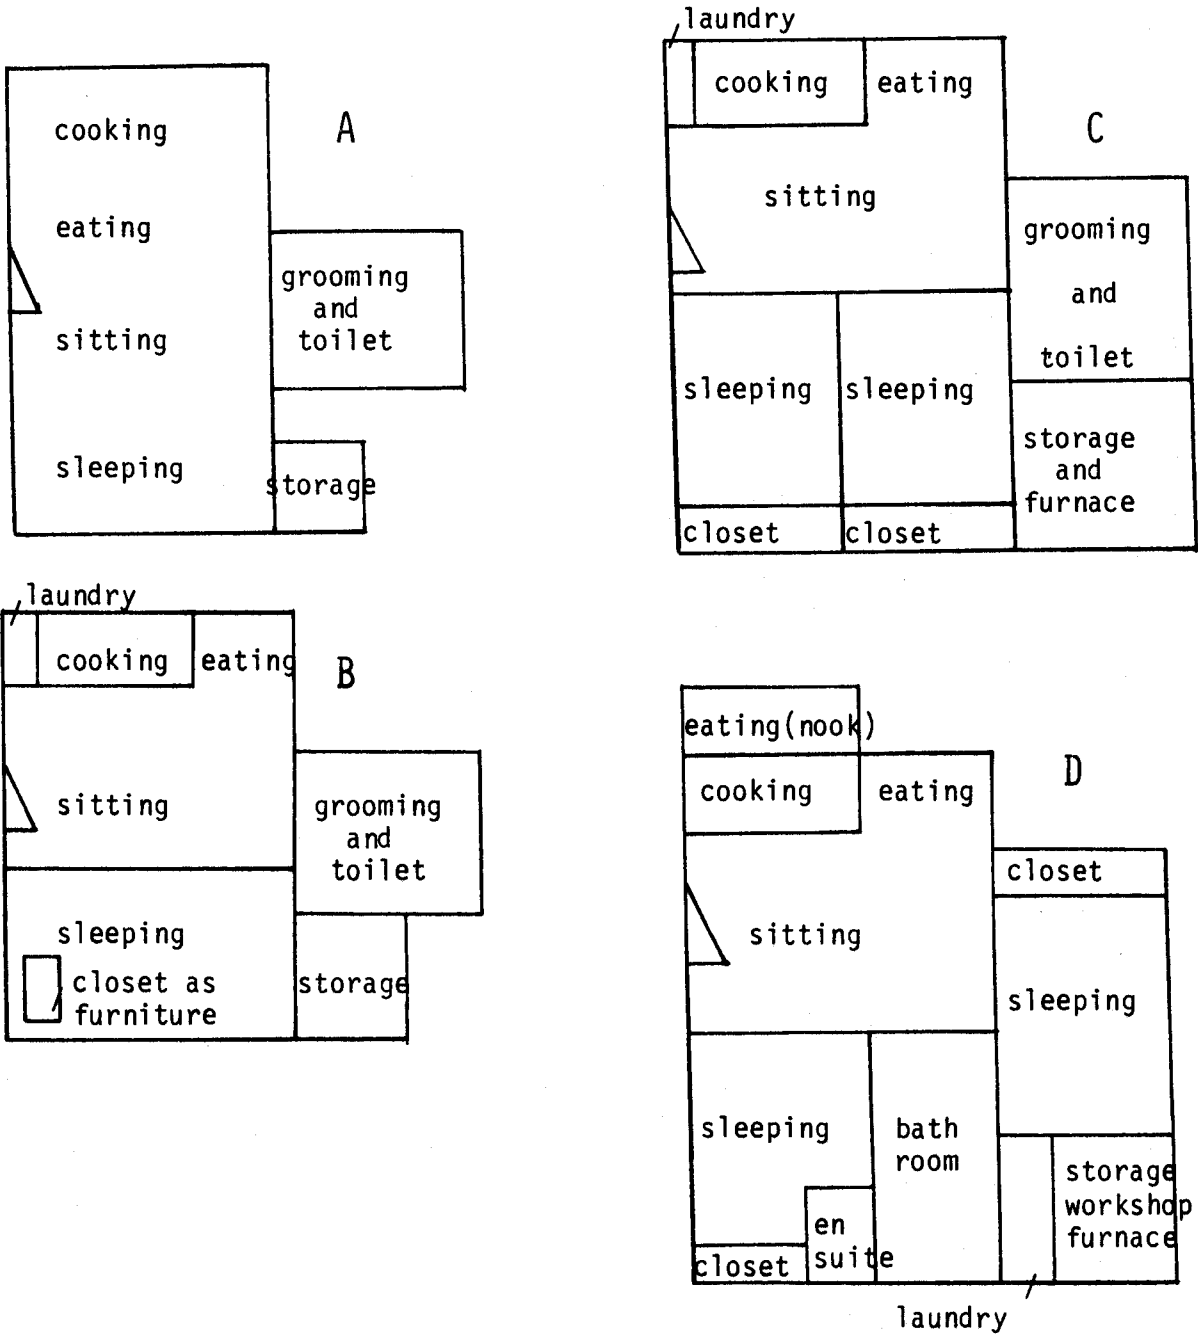 A
cooking
eating
sitting
sleeping
grooming
and
toilet
storage
laundry
cooking eating
B
sitting
grooming
and
toilet
sleeping
closet as
furniture
storage
laundry
cooking eating
C
sitting
grooming
and
toilet
sleeping sleeping
storage
and
furnace
closet closet
eating(nook)
D
cooking eating
closet
sitting
sleeping
sleeping
bath
room
storage
workshop
furnace
en
suite
closet
laundry